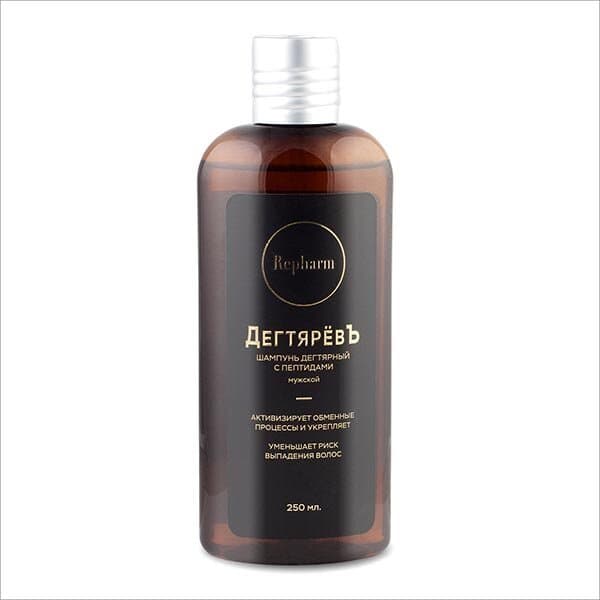 Repharm
ДЕГТЯРЁВЪ
ШАМПУНЬ ДЕГТЯРНЫЙ
С ПЕПТИДАМИ
МУЖСКОЙ
АКТИВИЗИРУЕТ ОБМЕННЫЕ
ПРОЦЕССЫ И УКРЕПЛЯЕТ
УМЕНЬШАЕТ РИСК
ВЫПАДЕНИЯ ВОЛОС
250 МЛ.